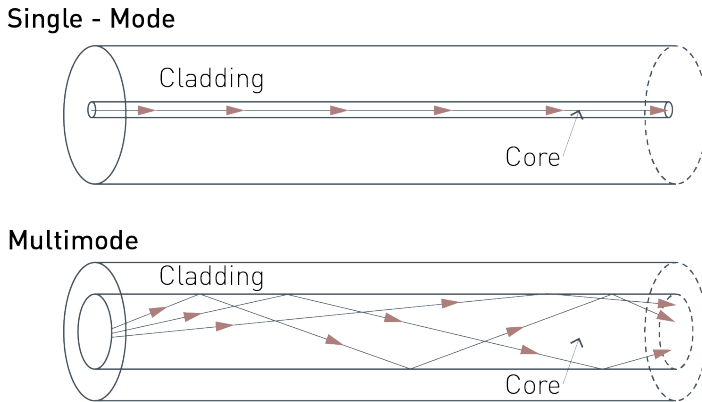 Single - Mode
Cladding
Core
Multimode
Cladding
Core